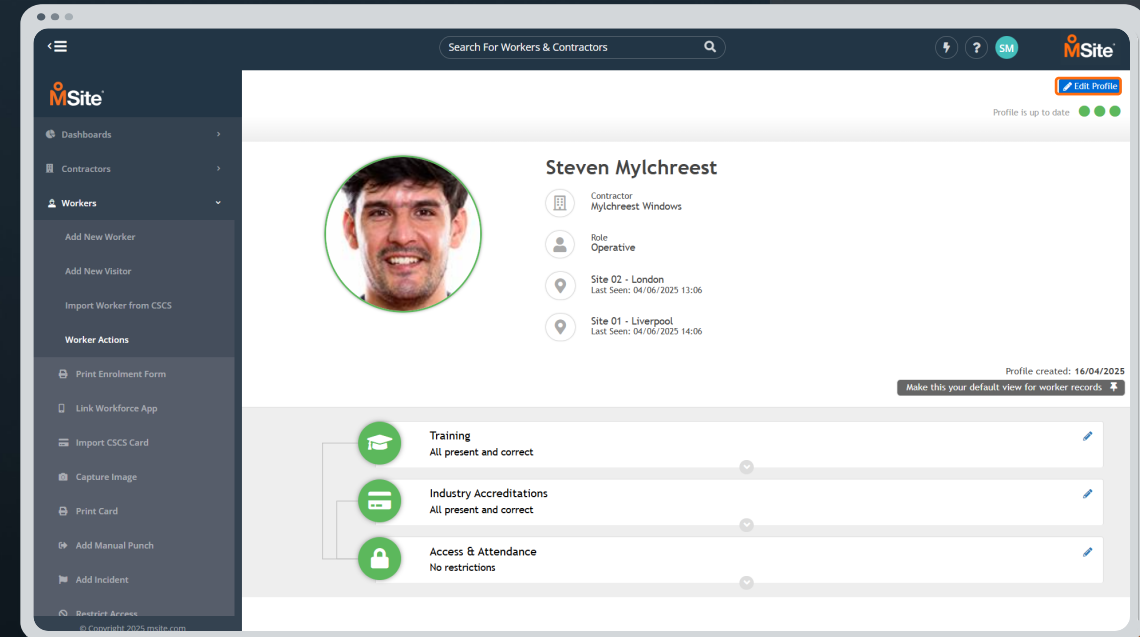 Search For Workers & Contractors
?
SM
MSite
MSite
Edit Profile
Profile is up to date
Dashboards
Contractors
Workers
Add New Worker
Add New Visitor
Import Worker from CSCS
Worker Actions
Print Enrolment Form
Link Workforce App
Import CSCS Card
Capture Image
Print Card
Add Manual Punch
Add Incident
Restrict Access
© Copyright 2025 msite.com
Steven Mylchreest
Contractor
Mylchreest Windows
Role
Operative
Site 02 - London
Last Seen: 04/06/2025 13:06
Site 01 - Liverpool
Last Seen: 04/06/2025 14:06
Profile created: 16/04/2025
Make this your default view for worker records
Training
All present and correct
Industry Accreditations
All present and correct
Access & Attendance
No restrictions